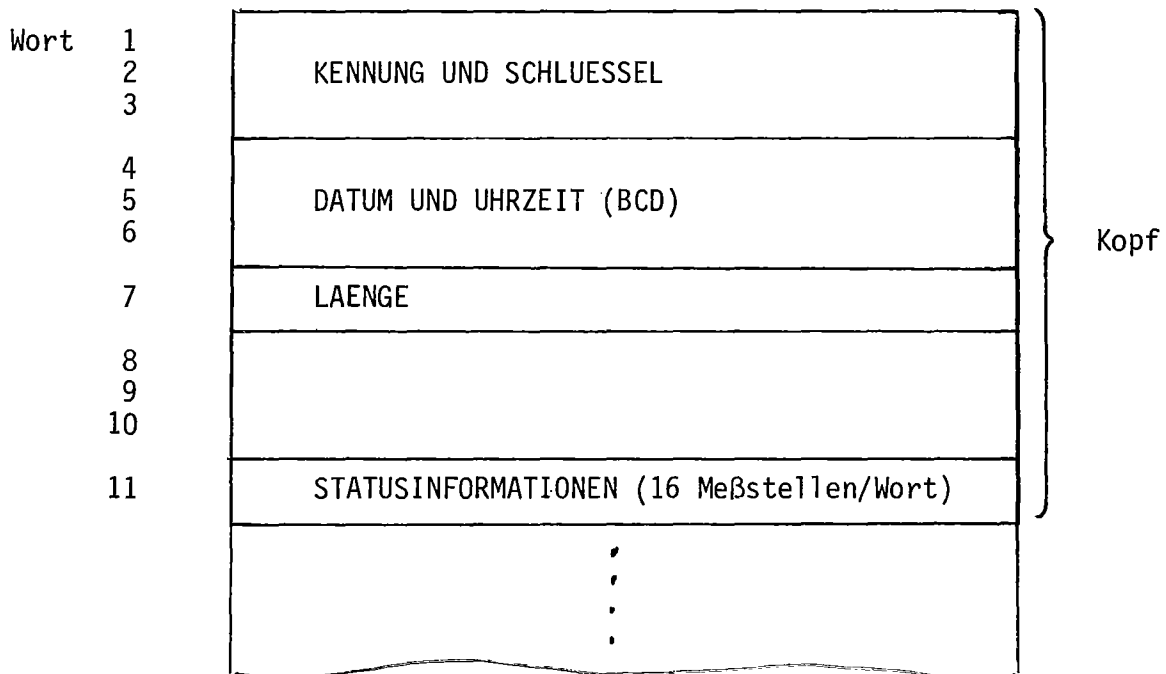 Wort 1
2 KENNUNG UND SCHLUESSEL
3
4
5 DATUM UND UHRZEIT (BCD)
6
Kopf
7 LAENGE
8
9
10
11 STATUSINFORMATIONEN (16 Meßstellen/Wort)